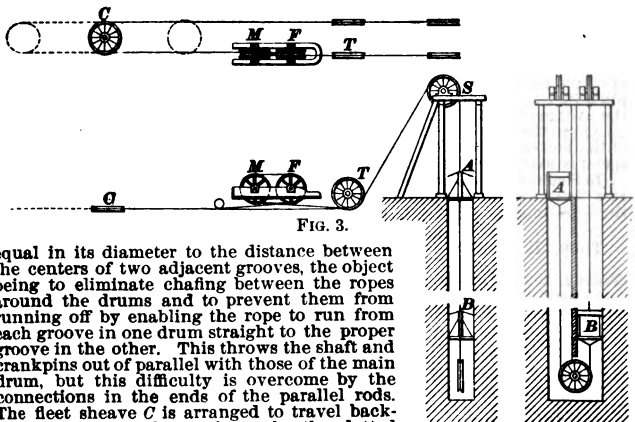 C
M F
T
S
M F
T
A
A
C
FIG. 3.
B
B
equal in its diameter to the distance between
the centers of two adjacent grooves, the object
being to eliminate chafing between the ropes
around the drums and to prevent them from
running off by enabling the rope to run from
each groove in one drum straight to the proper
groove in the other. This throws the shaft and
crankpins out of parallel with those of the main
drum, but this difficulty is overcome by the
connections in the ends of the parallel rods.
The fleet sheave C is arranged to travel back-